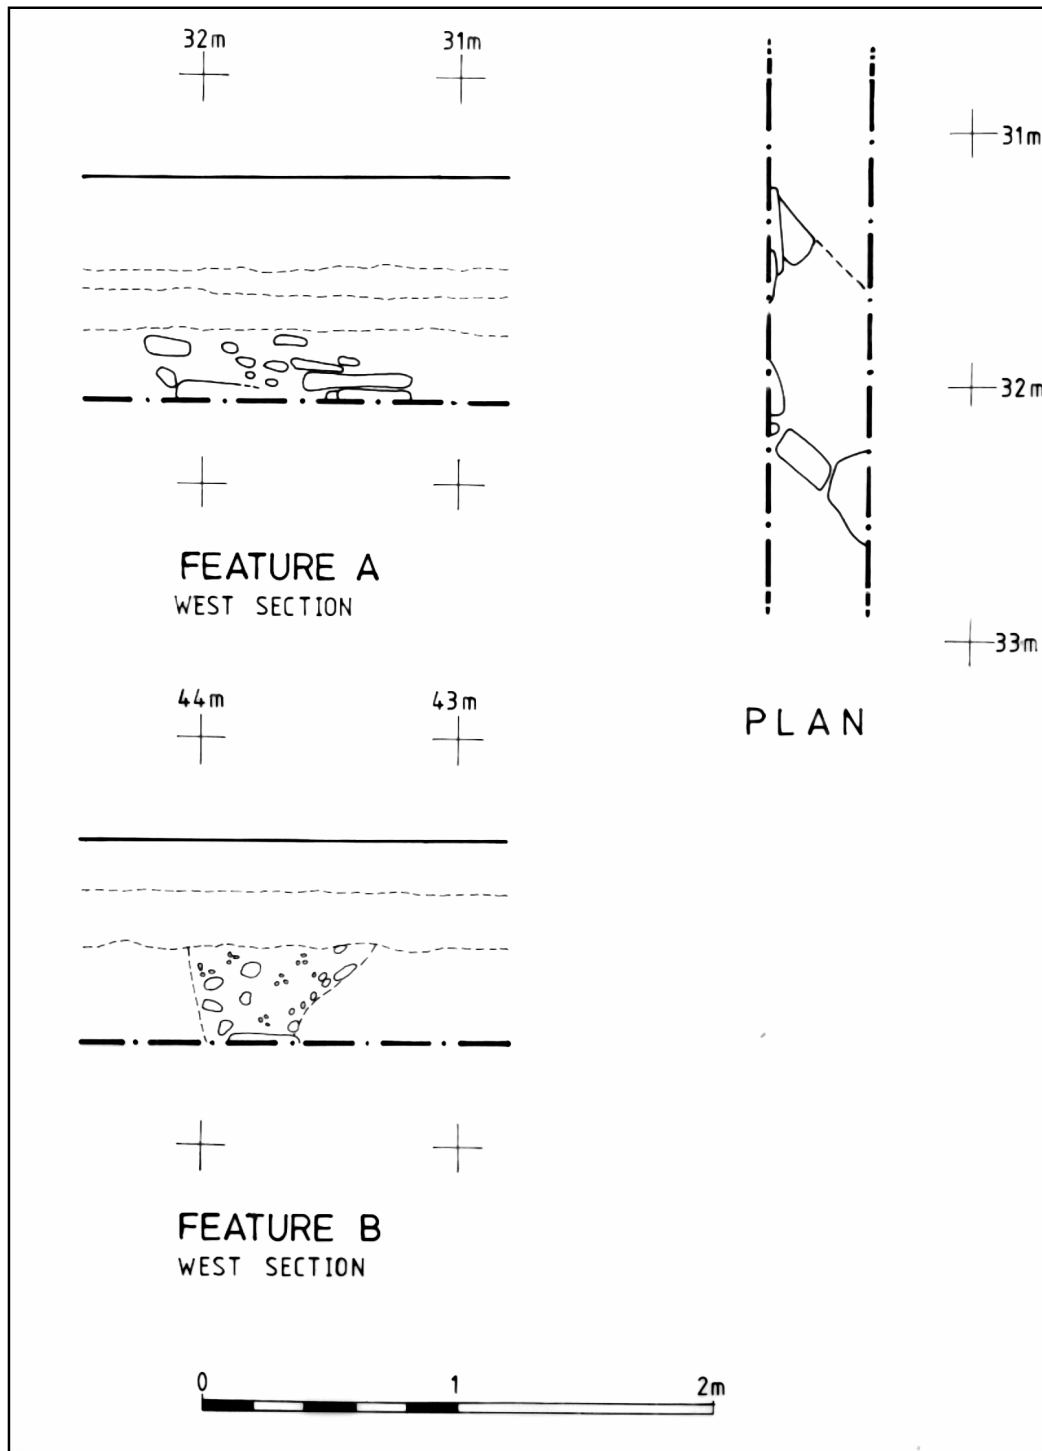 32m 31m
FEATURE A
WEST SECTION
31m
32m
33m
PLAN
44m 43m
FEATURE B
WEST SECTION
0 1 2m